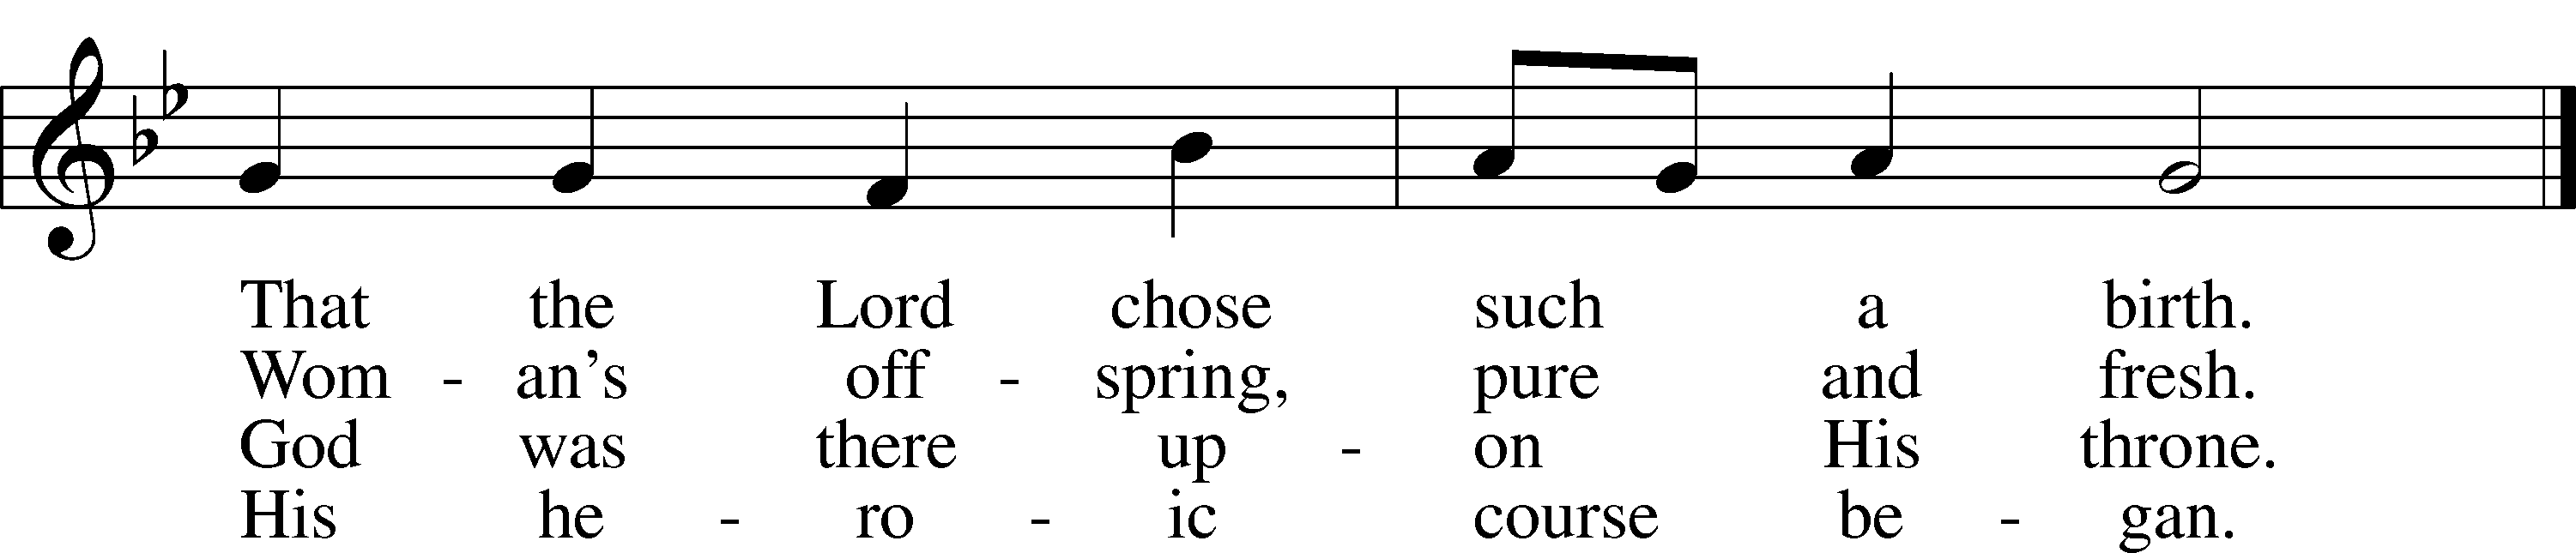 That the Lord chose such a birth.
Wom - an’s off - spring, pure and fresh.
God was there up - on His throne.
His he - ro - ic course be - gan.